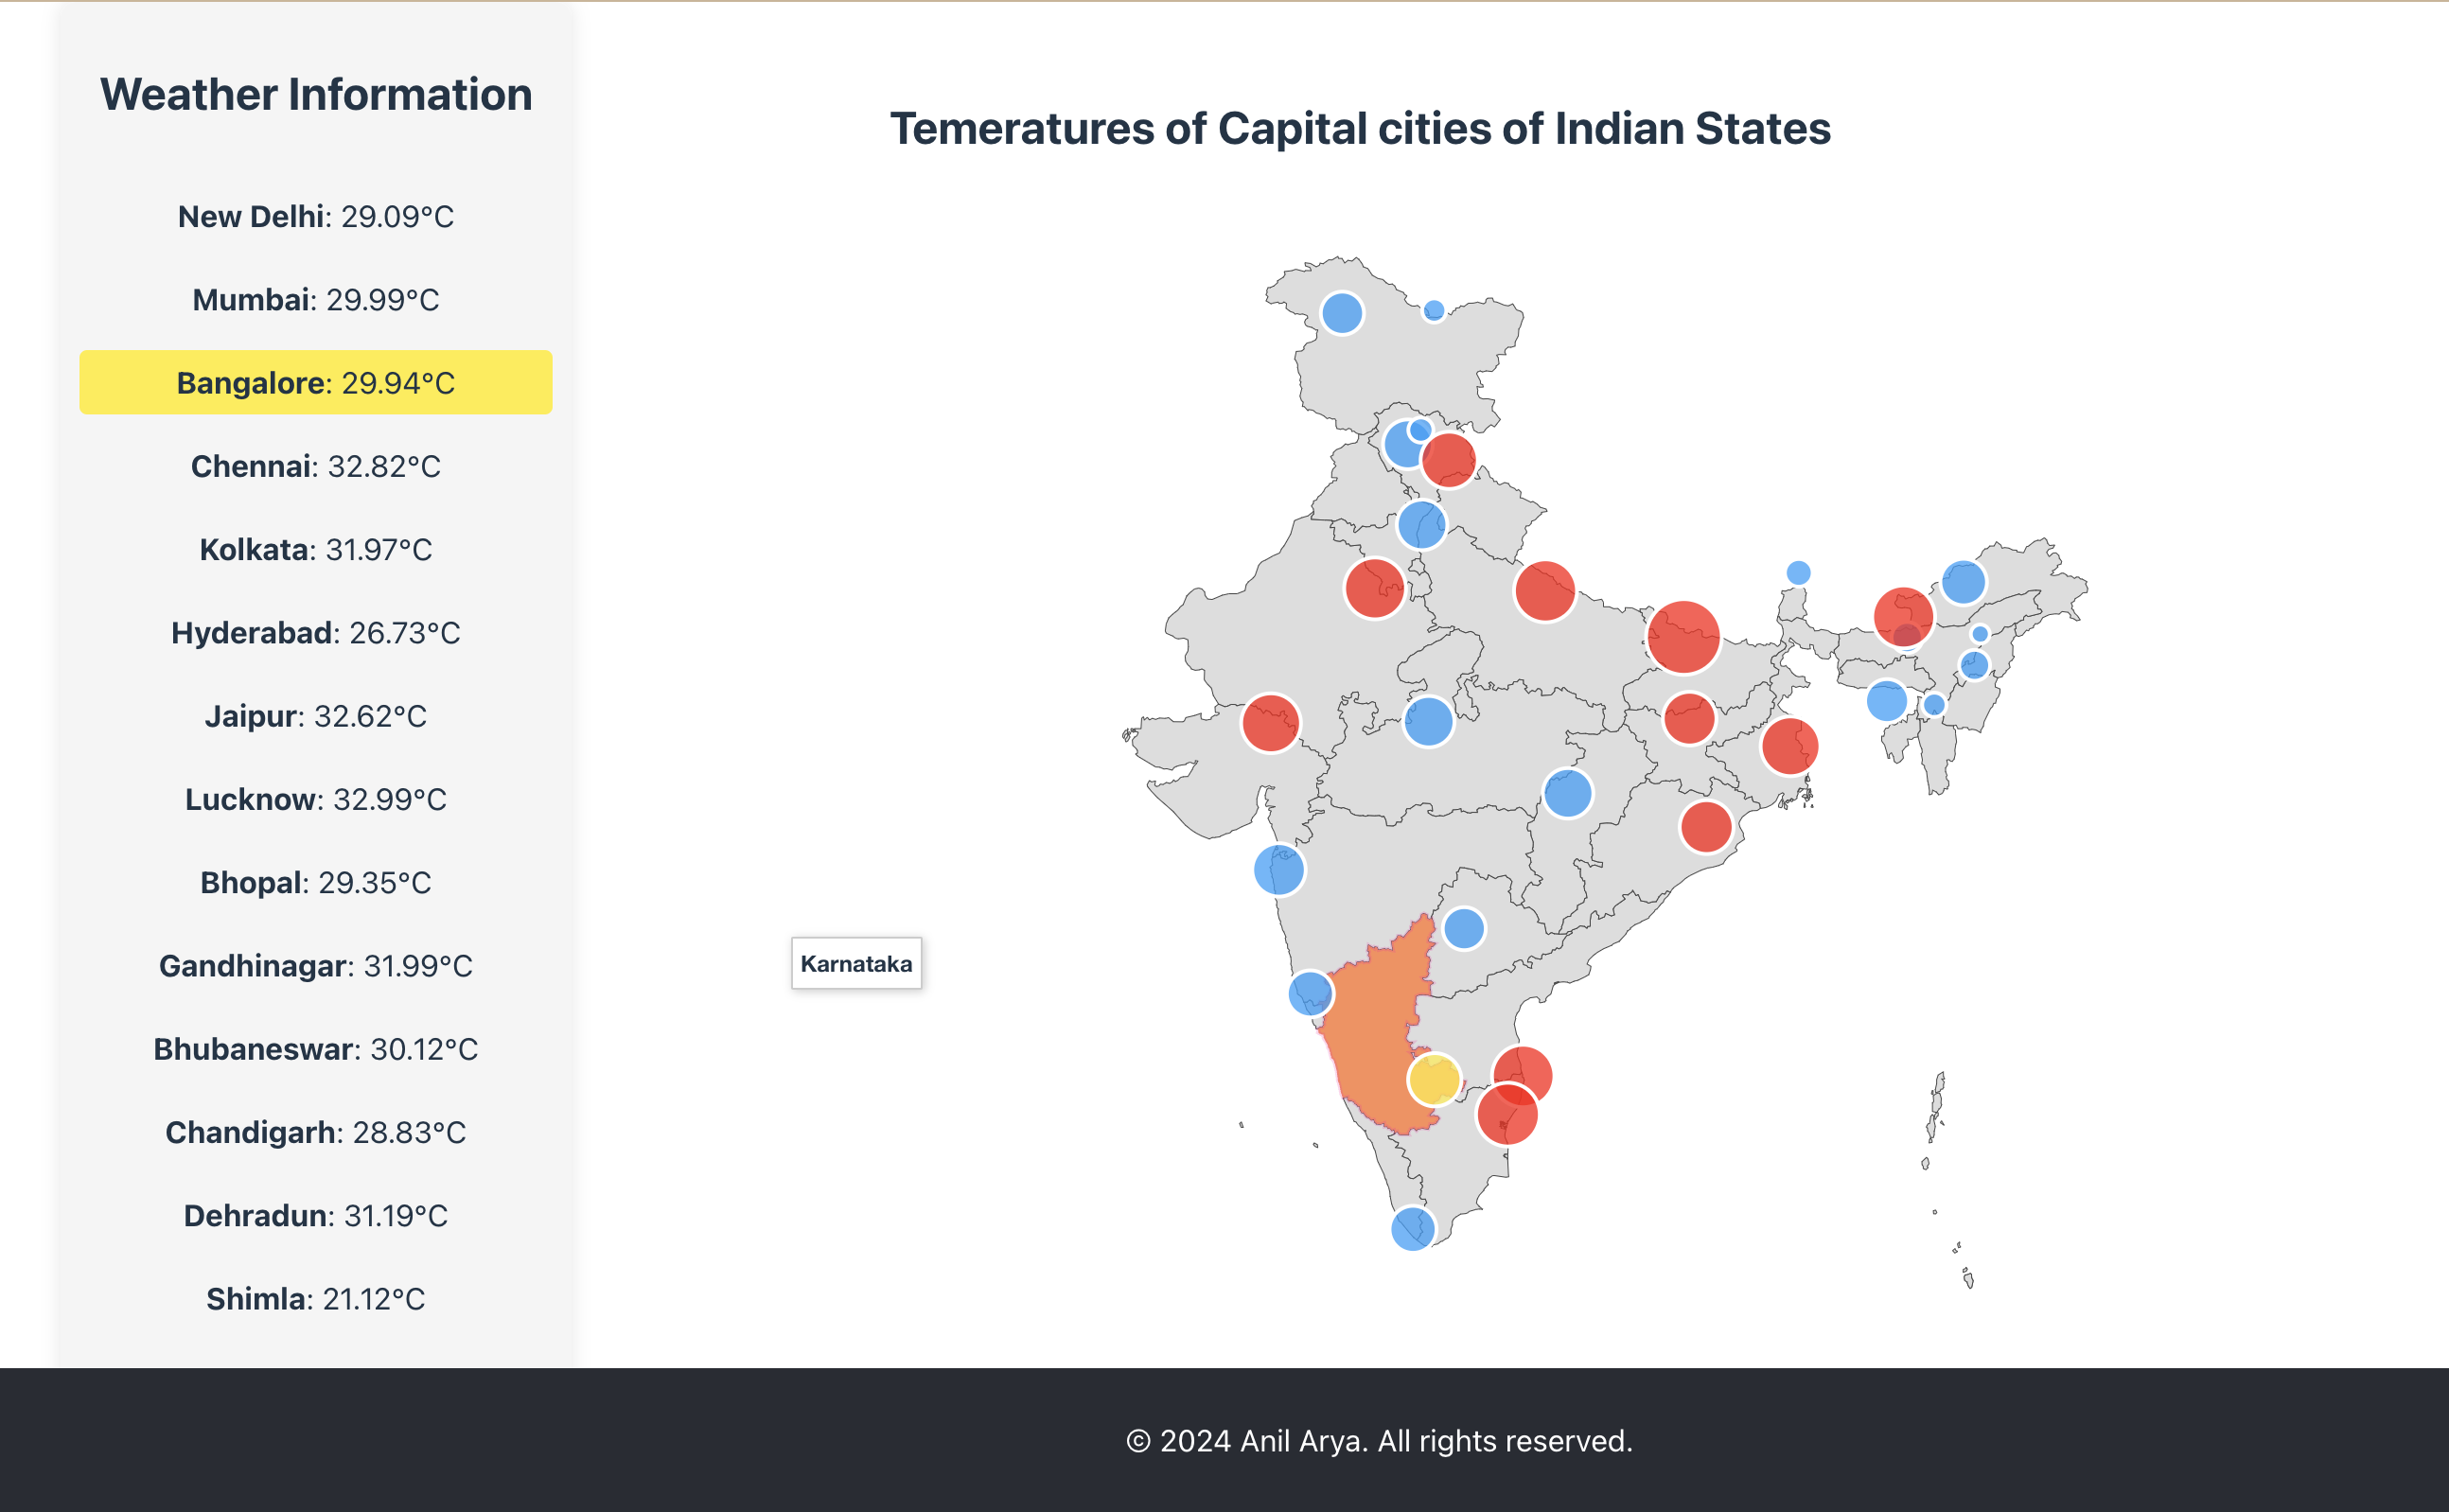 Weather Information
Temeratures of Capital cities of Indian States
New Delhi: 29.09°C
Mumbai: 29.99°C
Bangalore: 29.94°C
Chennai: 32.82°C
Kolkata: 31.97°C
Hyderabad: 26.73°C
Jaipur: 32.62°C
Lucknow: 32.99°C
Bhopal: 29.35°C
Gandhinagar: 31.99°C
Bhubaneswar: 30.12°C
Chandigarh: 28.83°C
Dehradun: 31.19°C
Shimla: 21.12°C
Karnataka
© 2024 Anil Arya. All rights reserved.